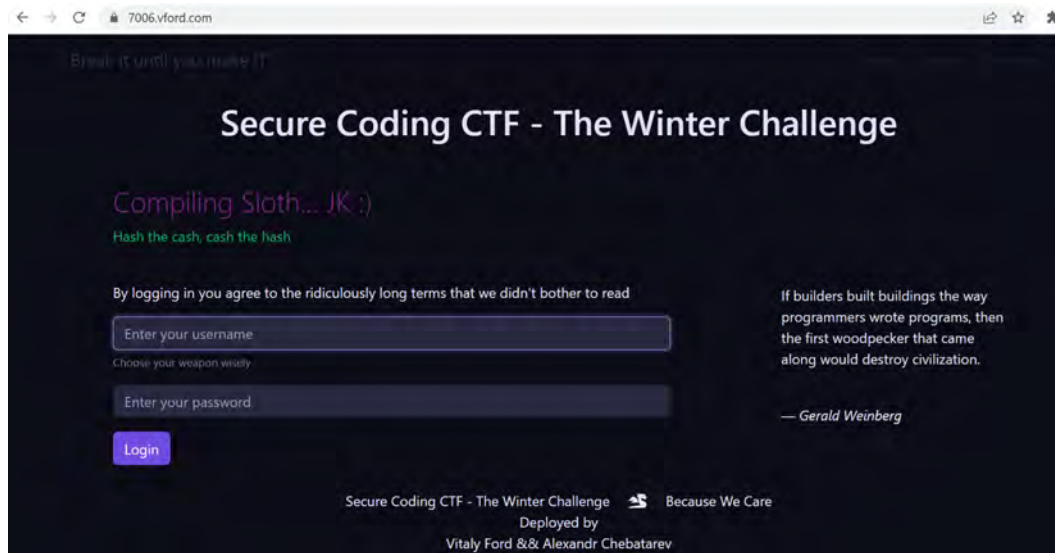 7006.vford.com
Break it until you make IT
Secure Coding CTF - The Winter Challenge
Compiling Sloth... JK :)
Hash the cash, cash the hash
By logging in you agree to the ridiculously long terms that we didn't bother to read
Enter your username
Choose your weapon wisely
Enter your password
Login
If builders built buildings the way
programmers wrote programs, then
the first woodpecker that came
along would destroy civilization.
— Gerald Weinberg
Secure Coding CTF - The Winter Challenge Because We Care
Deployed by
Vitaly Ford && Alexandr Chebatarev